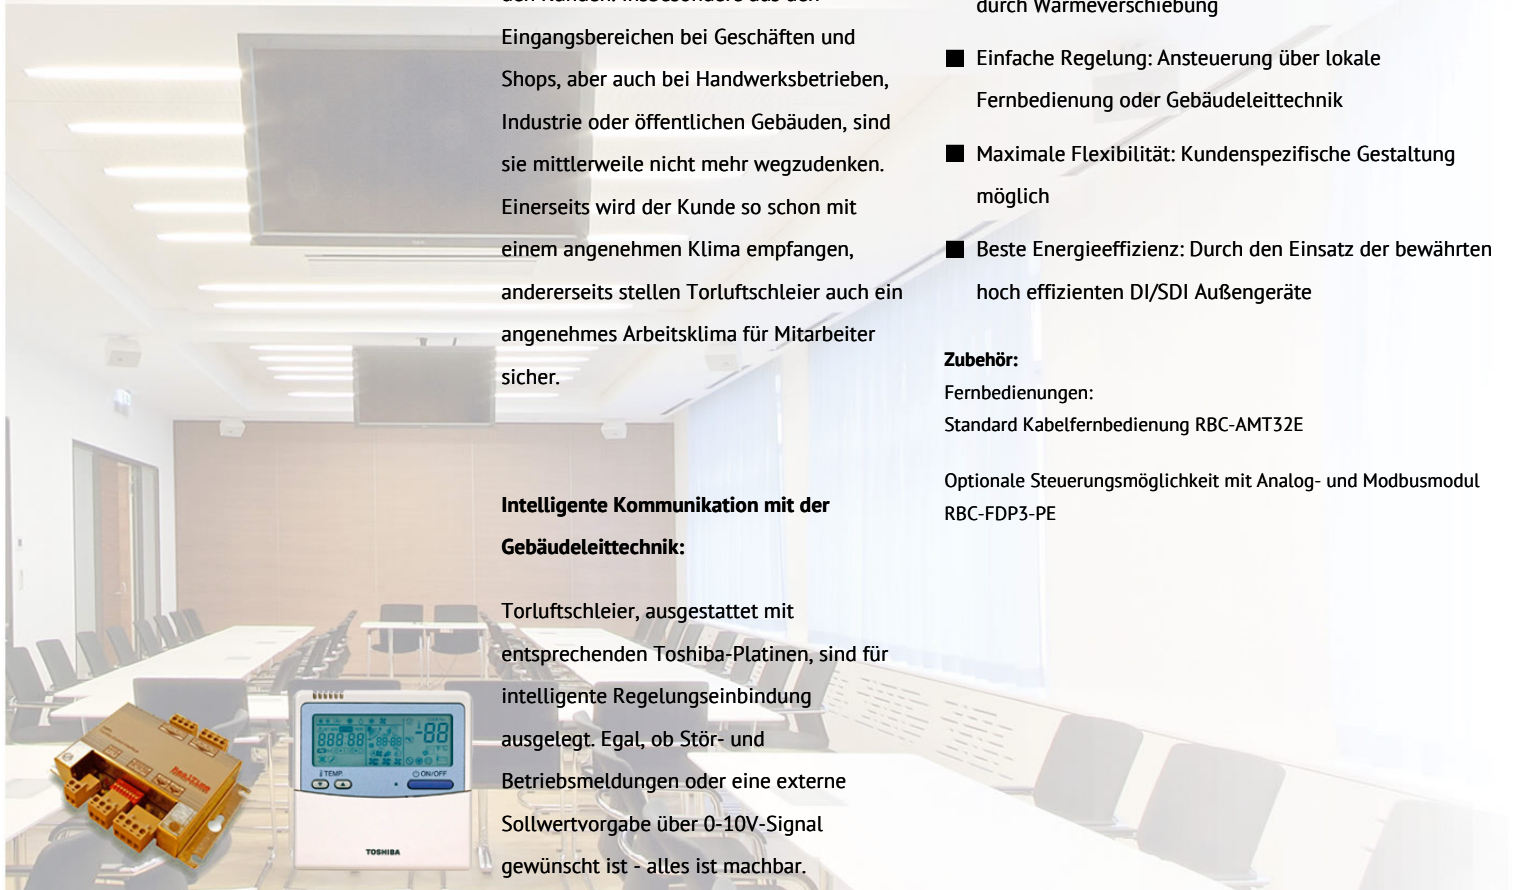 Eingangsbereichen bei Geschäften und
Shops, aber auch bei Handwerksbetrieben,
Industrie oder öffentlichen Gebäuden, sind
sie mittlerweile nicht mehr wegzudenken.
Einerseits wird der Kunde so schon mit
einem angenehmen Klima empfangen,
andererseits stellen Torluftschleier auch ein
angenehmes Arbeitsklima für Mitarbeiter
sicher.
Intelligente Kommunikation mit der
Gebäudeleittechnik:
Torluftschleier, ausgestattet mit
entsprechenden Toshiba-Platinen, sind für
intelligente Regelungseinbindung
ausgelegt. Egal, ob Stör- und
Betriebsmeldungen oder eine externe
Sollwertvorgabe über 0-10V-Signal
gewünscht ist - alles ist machbar.
durch Wärmeverschiebung
■ Einfache Regelung: Ansteuerung über lokale
Fernbedienung oder Gebäudeleittechnik
■ Maximale Flexibilität: Kundenspezifische Gestaltung
möglich
■ Beste Energieeffizienz: Durch den Einsatz der bewährten
hoch effizienten DI/SDI Außengeräte
Zubehör:
Fernbedienungen:
Standard Kabelfernbedienung RBC-AMT32E
Optionale Steuerungsmöglichkeit mit Analog- und Modbusmodul
RBC-FDP3-PE
TEMP.
ON/OFF
TOSHIBA